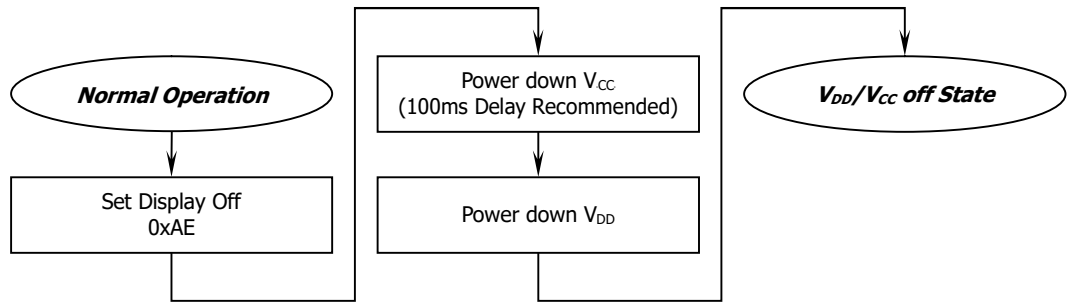 Normal Operation
Set Display Off
0xAE
Power down VCC
(100ms Delay Recommended)
Power down VDD
VDD/VCC off State